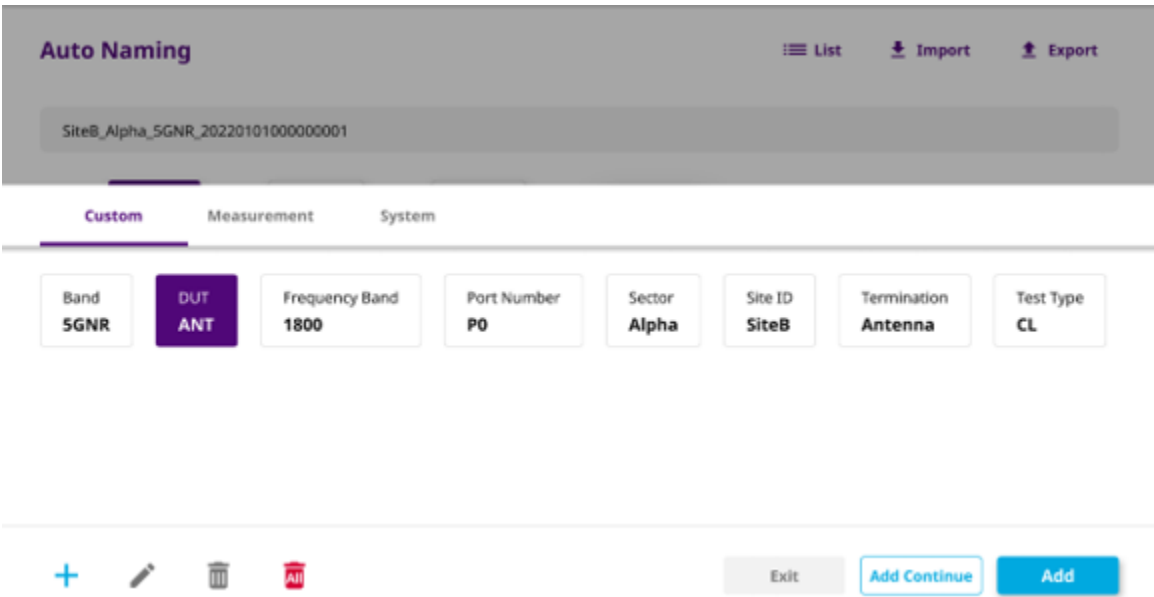 Auto Naming
List
Import
Export
SiteB_Alpha_5GNR_20220101000000001
Custom
Measurement
System
Band
5GNR
DUT
ANT
Frequency Band
1800
Port Number
P0
Sector
Alpha
Site ID
SiteB
Termination
Antenna
Test Type
CL
All
Exit
Add Continue
Add